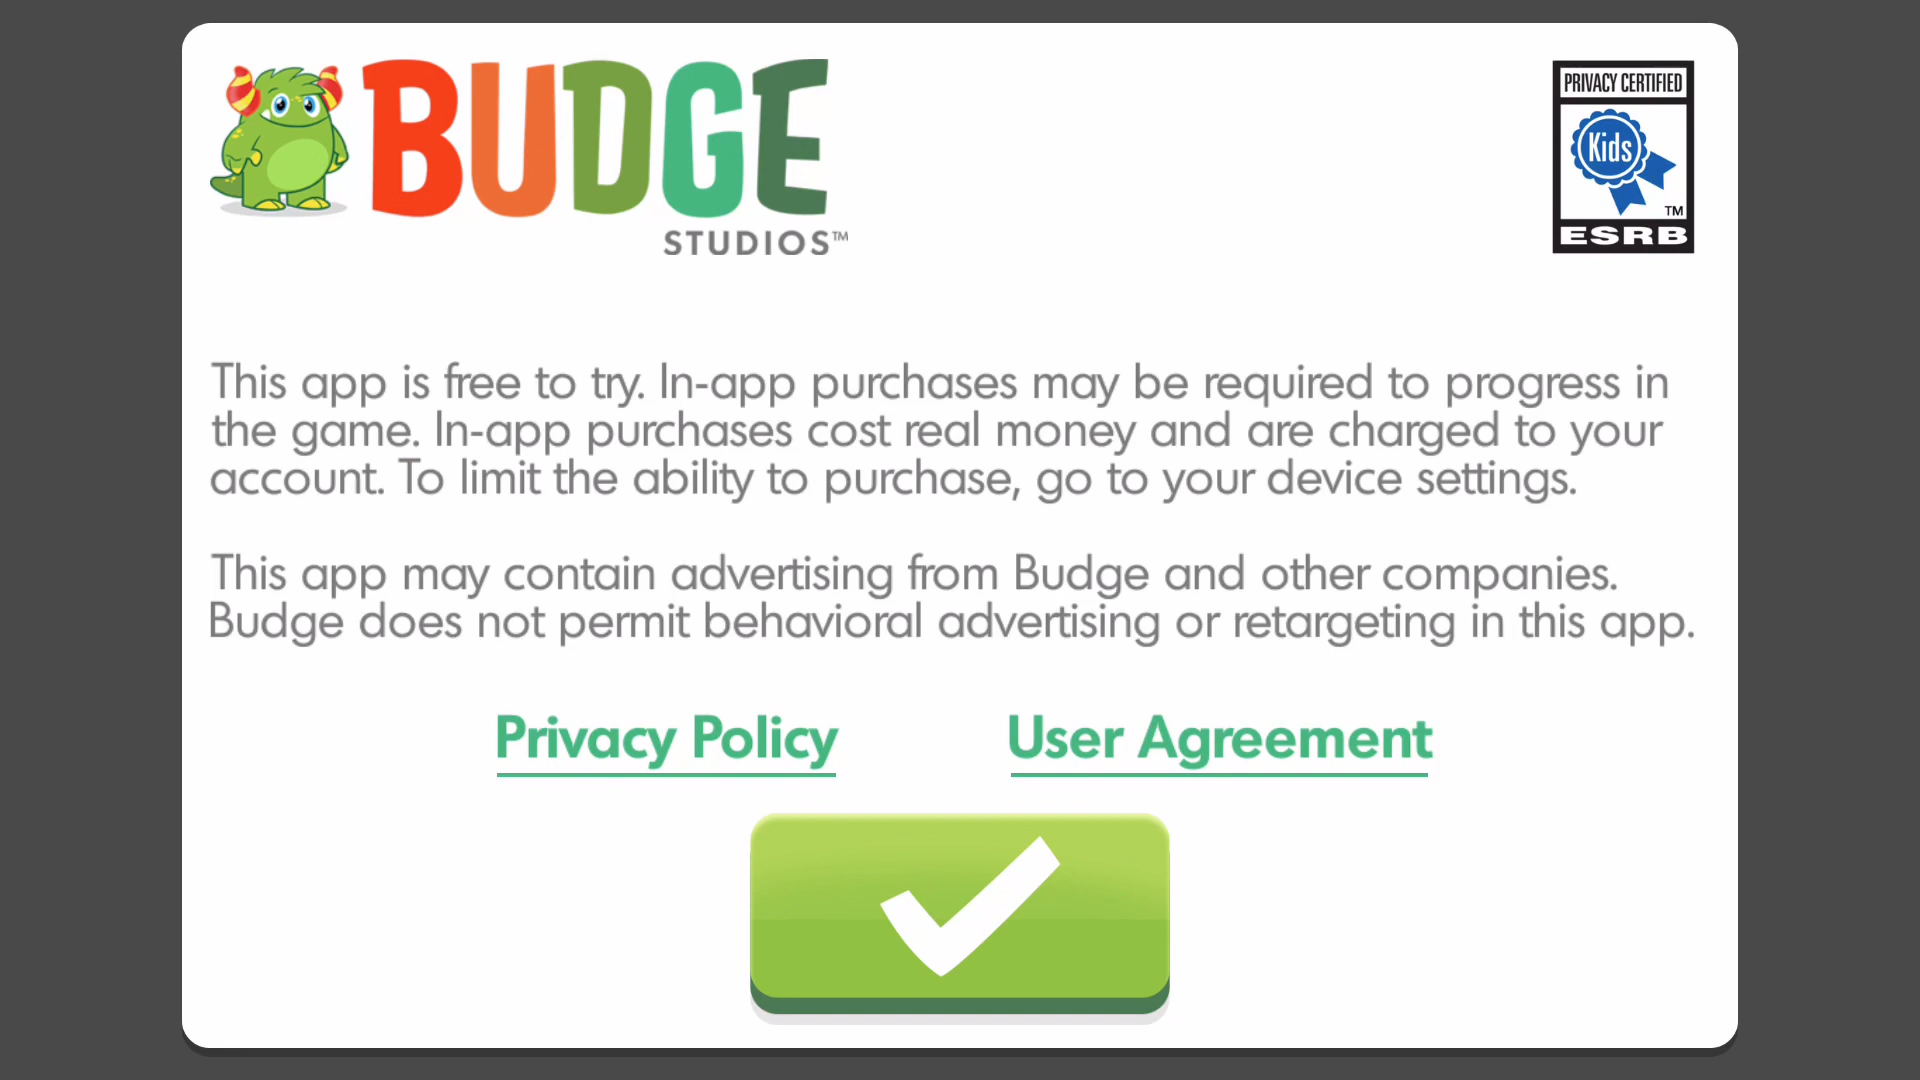 BUDGE
STUDIOS™
PRIVACY CERTIFIED
Kids
TM
ESRB
This app is free to try. In-app purchases may be required to progress in
the game. In-app purchases cost real money and are charged to your
account. To limit the ability to purchase, go to your device settings.
This app may contain advertising from Budge and other companies.
Budge does not permit behavioral advertising or retargeting in this app.
Privacy Policy
User Agreement